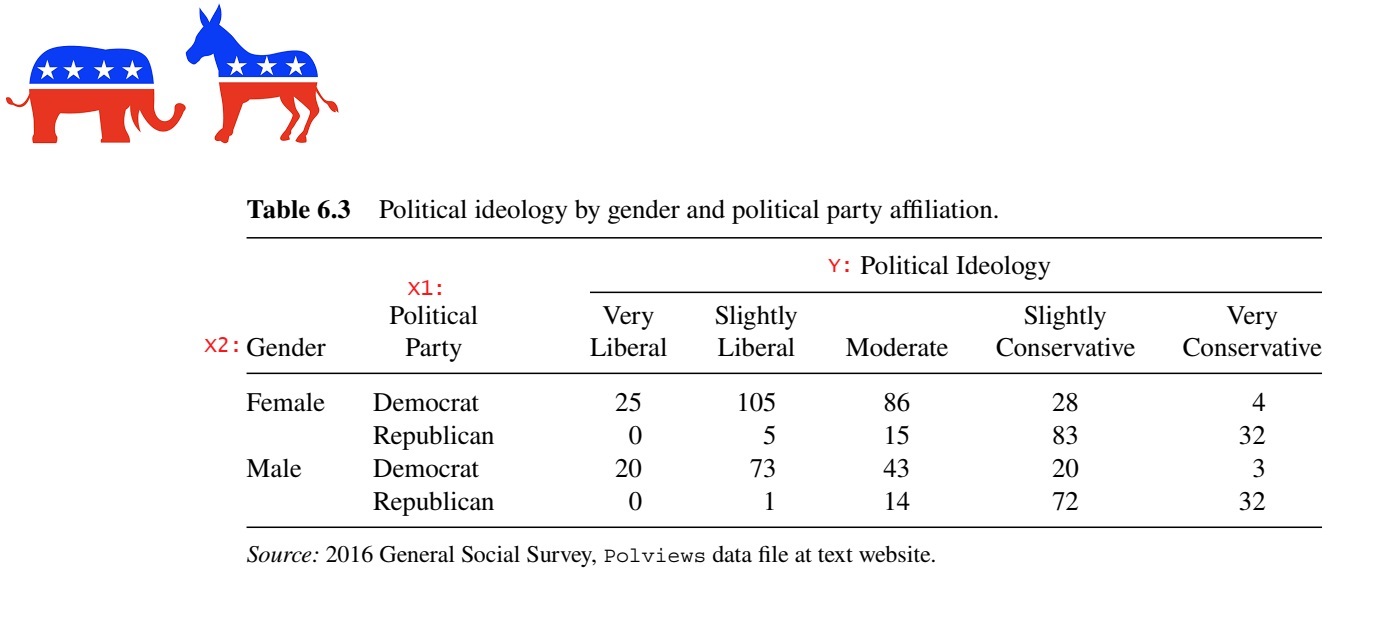 Table 6.3 Political ideology by gender and political party affiliation.
Y: Political Ideology
X1:
Political Very Slightly Slightly Very
X2: Gender Party Liberal Liberal Moderate Conservative Conservative
Female Democrat 25 105 86 28 4
Republican 0 5 15 83 32
Male Democrat 20 73 43 20 3
Republican 0 1 14 72 32
Source: 2016 General Social Survey, Polviews data file at text website.